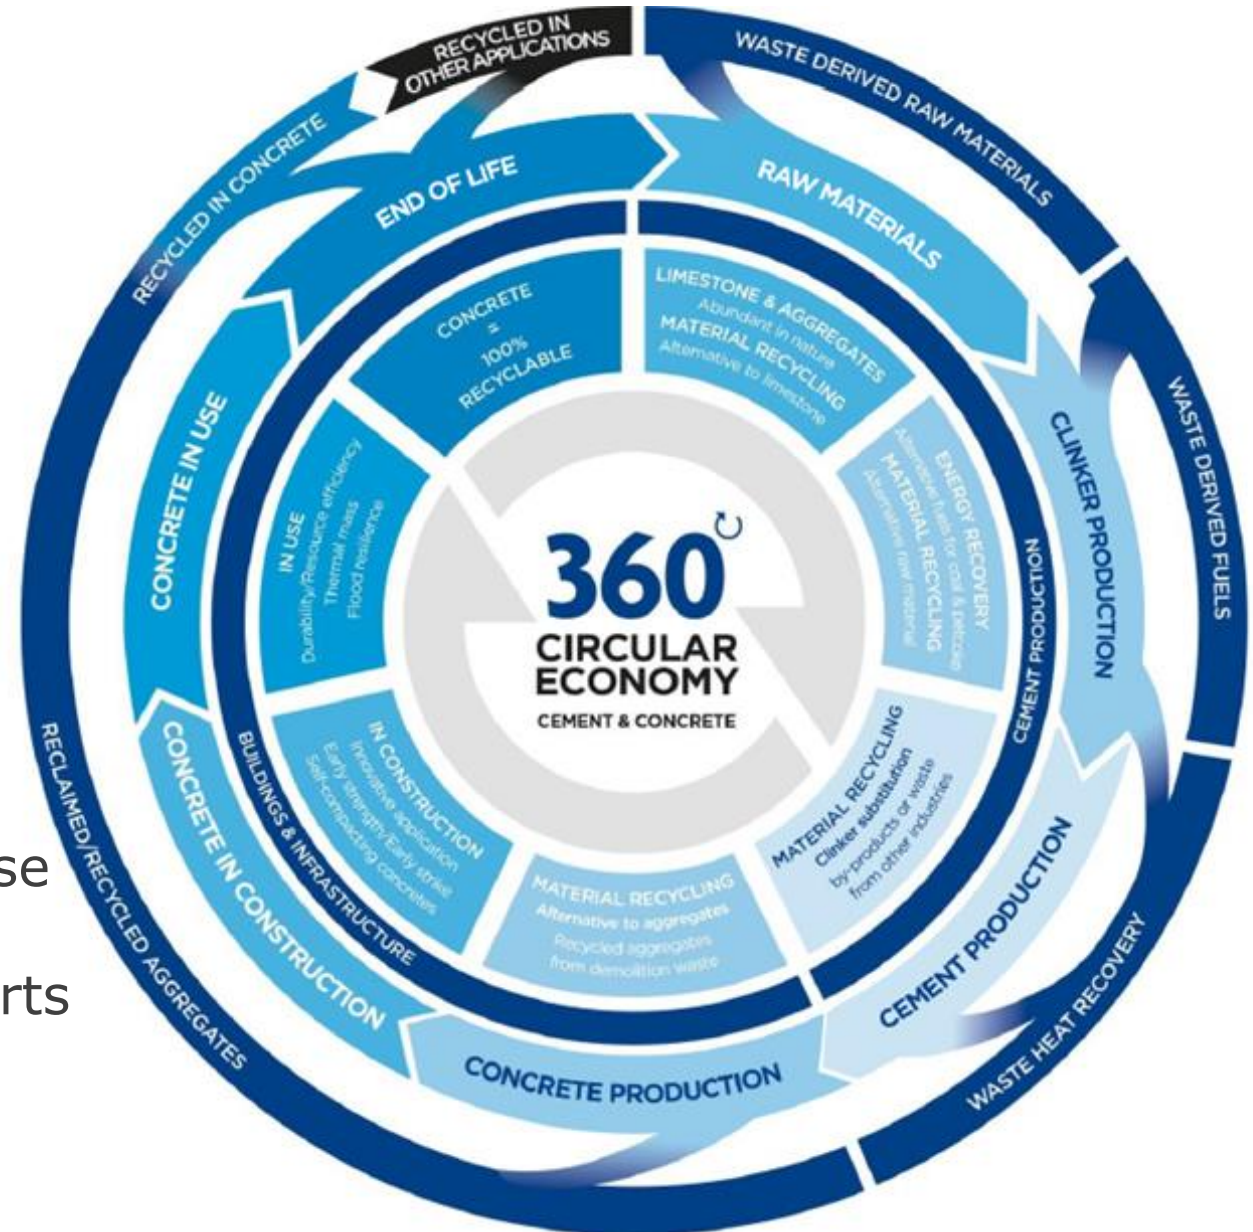 RECYCLED IN
OTHER APPLICATIONS
WASTE DERIVED RAW MATERIALS
WASTE DERIVED FUELS
WASTE HEAT RECOVERY
RECLAIMED/RECYCLED AGGREGATES
RECYCLED IN CONCRETE
END OF LIFE
RAW MATERIALS
CLINKER PRODUCTION
CEMENT PRODUCTION
CONCRETE PRODUCTION
CONCRETE IN CONSTRUCTION
CONCRETE IN USE
CEMENT PRODUCTION
BUILDINGS & INFRASTRUCTURE
CONCRETE
=
100%
RECYCLABLE
LIMESTONE & AGGREGATES
Abundant in nature
MATERIAL RECYCLING
Alternative to limestone
ENERGY RECOVERY
Alternative fuels for coal & petcoke
MATERIAL RECYCLING
Alternative raw material
MATERIAL RECYCLING
Clinker substitution
by-products or waste
from other industries
MATERIAL RECYCLING
Alternative to aggregates
Recycled aggregates
from demolition waste
IN CONSTRUCTION
Innovative application
Early strength/Early strike
Self-compacting concretes
IN USE
Durability/Resource efficiency
Thermal mass
Flood resilience
360
CIRCULAR
ECONOMY
CEMENT & CONCRETE
se
rts